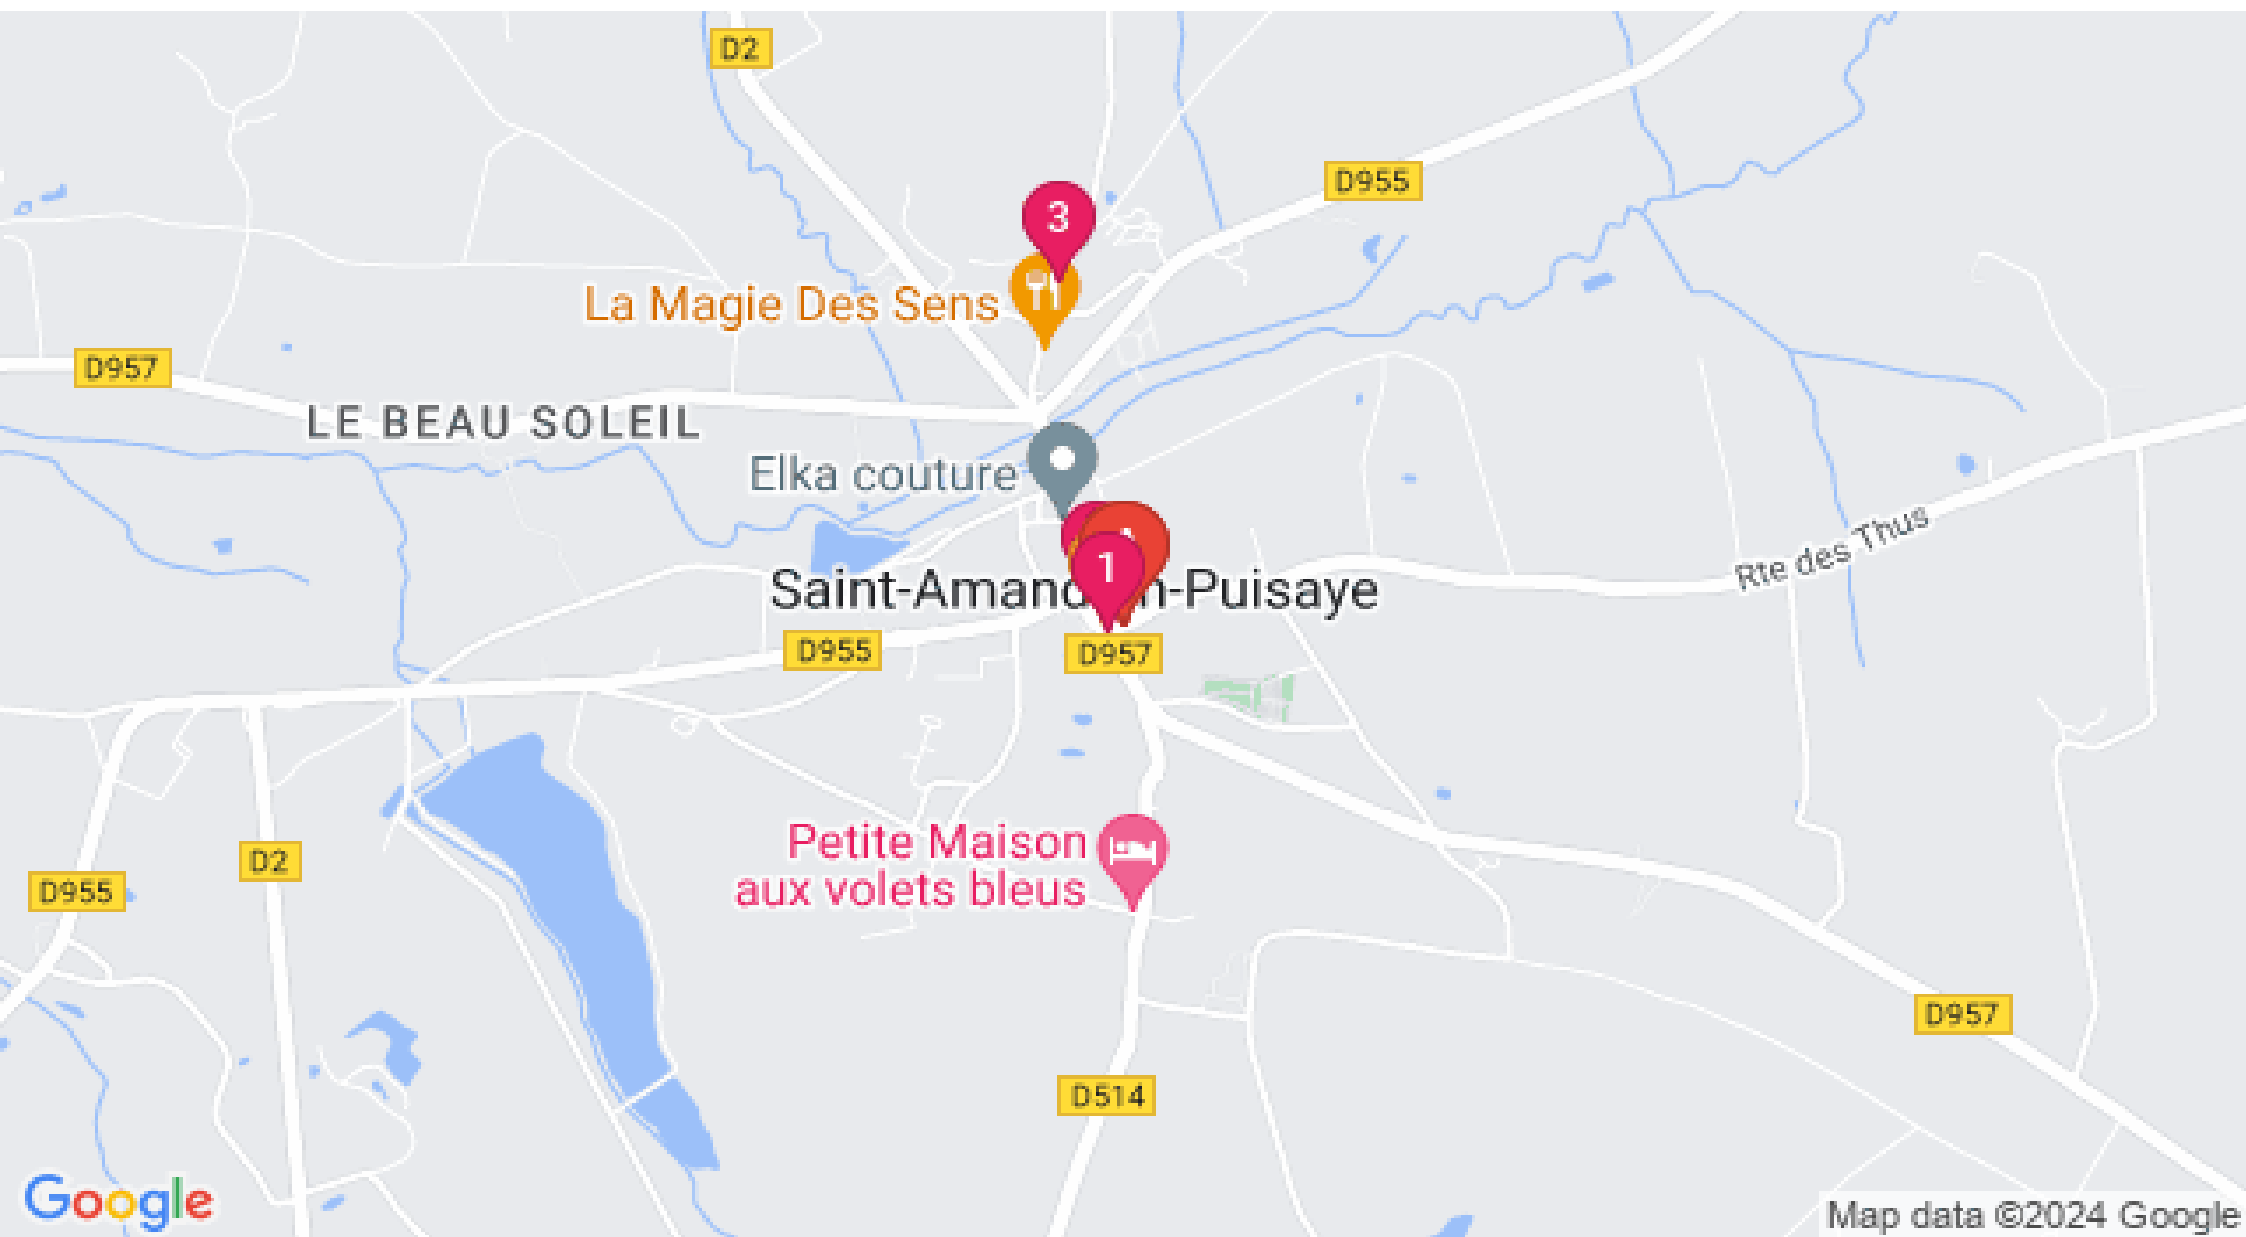 D2
D955
3
La Magie Des Sens
D957
LE BEAU SOLEIL
Elka couture
1
Rte des Thus
Saint-Amand-en-Puisaye
D955
D957
Petite Maison
aux volets bleus
D2
D955
D957
D514
Google
Map data ©2024 Google